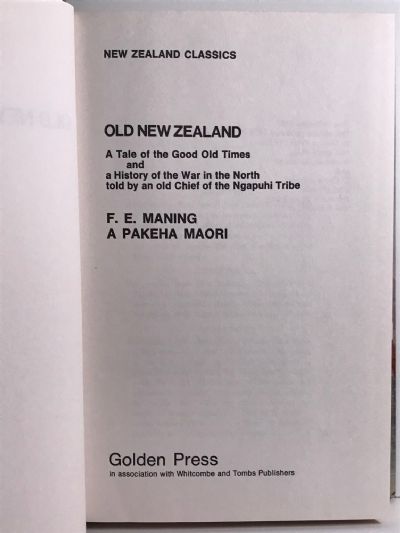 NEW ZEALAND CLASSICS
OLD NEW ZEALAND
A Tale of the Good Old Times
and
a History of the War in the North
told by an old Chief of the Ngapuhi Tribe
F. E. MANING
A PAKEHA MAORI
Golden Press
in association with Whitcombe and Tombs Publishers